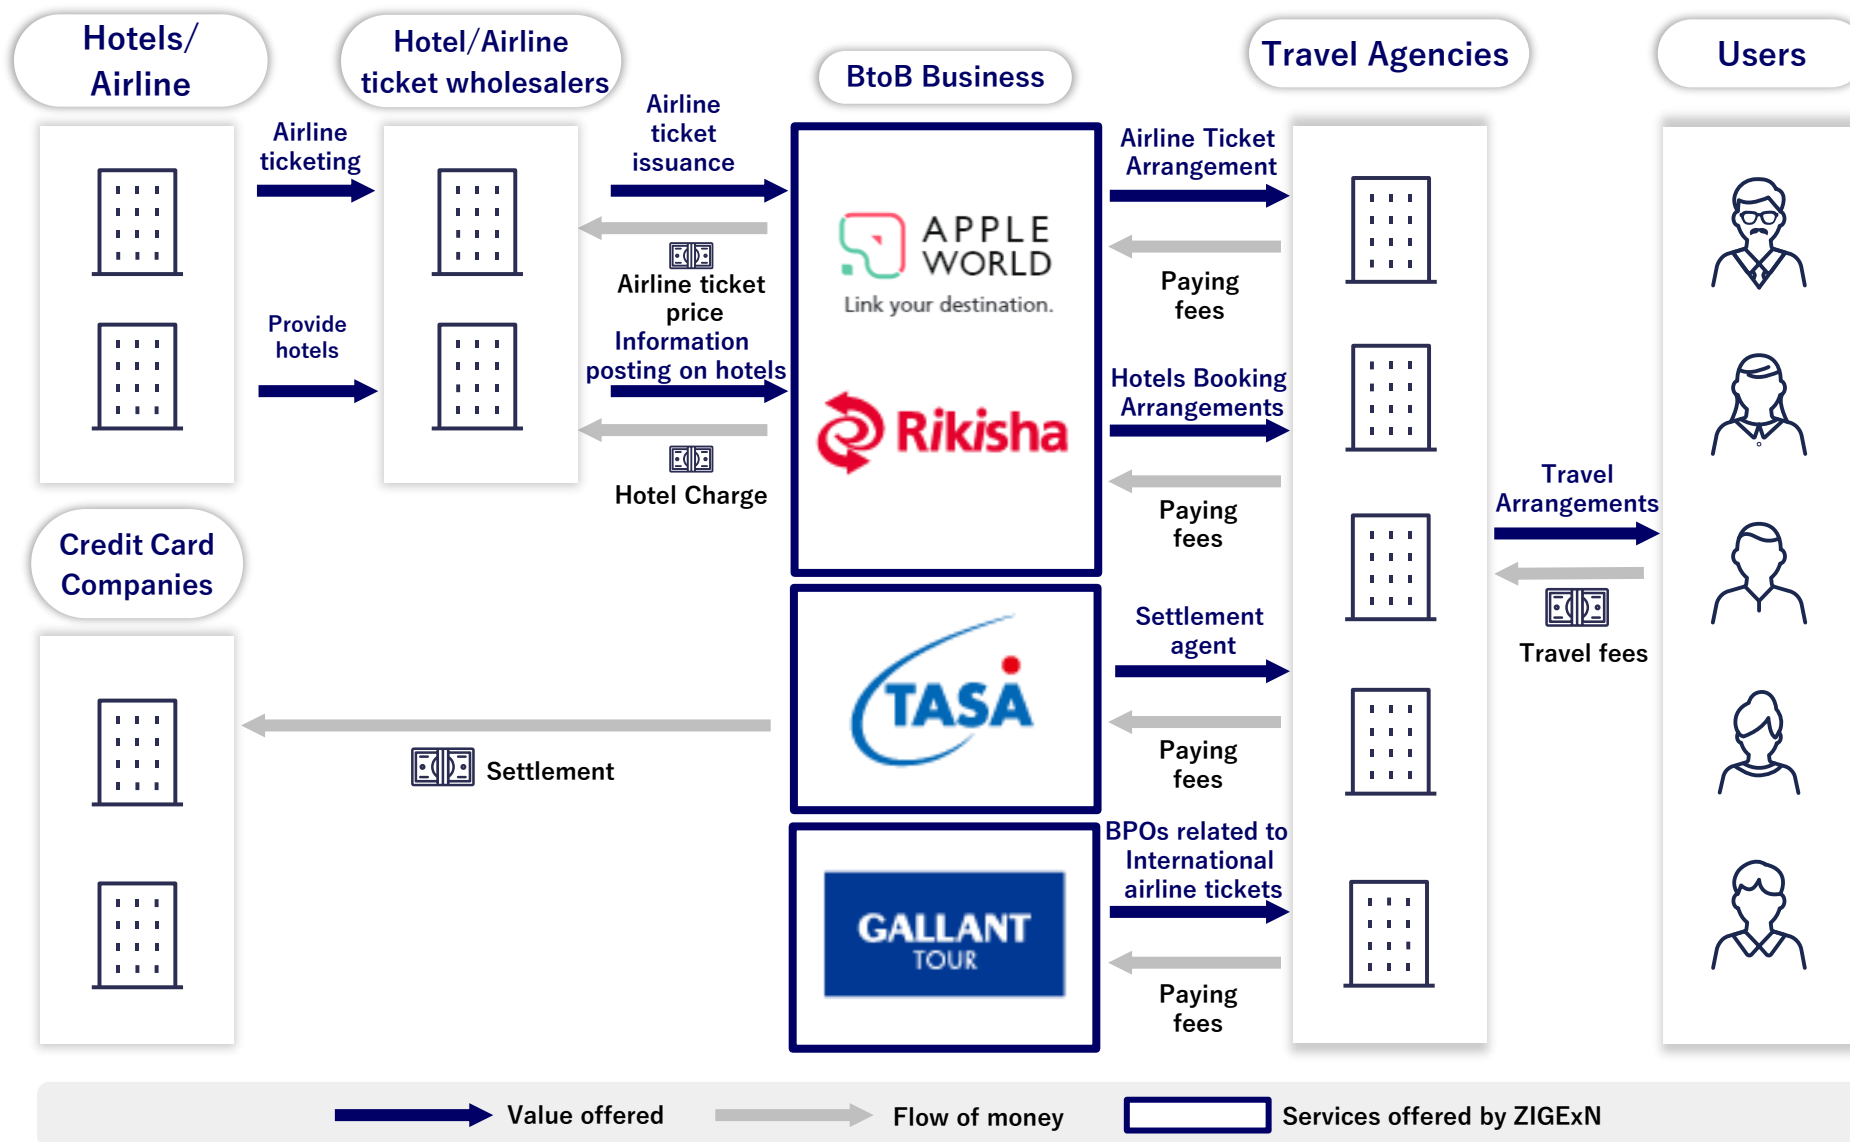 Hotels/
Airline
Hotel/Airline
ticket wholesalers
BtoB Business
Travel Agencies
Users
Airline
ticketing
Provide
hotels
Airline
ticket
issuance
Airline ticket
price
Information
posting on hotels
Hotel Charge
APPLE
WORLD
Link your destination.
Rikisha
Airline Ticket
Arrangement
Paying
fees
Hotels Booking
Arrangements
Paying
fees
Travel
Arrangements
Travel fees
Credit Card
Companies
Settlement
TASA
Settlement
agent
Paying
fees
GALLANT
TOUR
BPOs related to
International
airline tickets
Paying
fees
Value offered
Flow of money
Services offered by ZIGExN